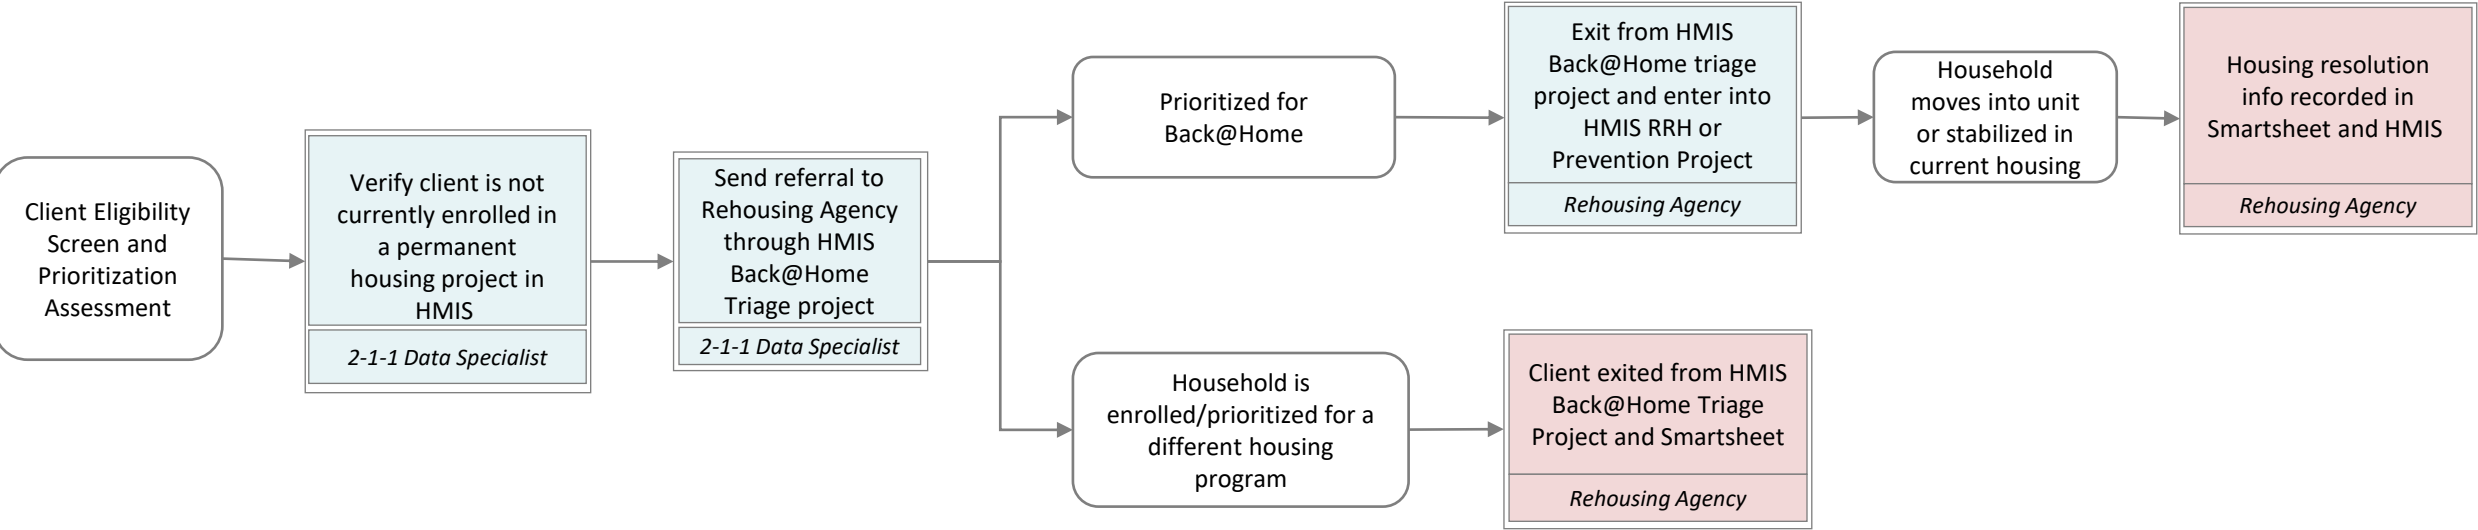 Client Eligibility
Screen and
Prioritization
Assessment
Verify client is not
currently enrolled in
a permanent
housing project in
HMIS
2-1-1 Data Specialist
Send referral to
Rehousing Agency
through HMIS
Back@Home
Triage project
2-1-1 Data Specialist
Prioritized for
Back@Home
Exit from HMIS
Back@Home triage
project and enter into
HMIS RRH or
Prevention Project
Rehousing Agency
Household
moves into unit
or stabilized in
current housing
Housing resolution
info recorded in
Smartsheet and HMIS
Rehousing Agency
Household is
enrolled/prioritized for a
different housing
program
Client exited from HMIS
Back@Home Triage
Project and Smartsheet
Rehousing Agency